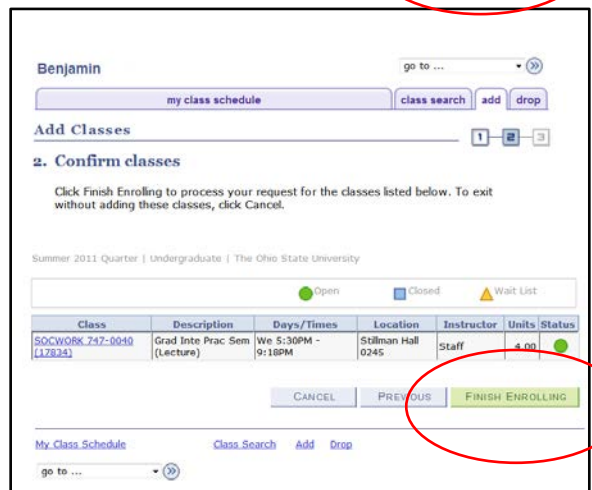 Benjamin
go to ...
my class schedule class search add drop
Add Classes
1 2 3
2. Confirm classes
Click Finish Enrolling to process your request for the classes listed below. To exit
without adding these classes, click Cancel.
Summer 2011 Quarter | Undergraduate | The Ohio State University
Open Closed Wait List
Class Description Days/Times Location Instructor Units Status
SOCWORK 747-0040 Grad Inte Prac Sem We 5:30PM - Stillman Hall Staff 4.00
(17834) (Lecture) 9:18PM 0245
CANCEL PREVIOUS FINISH ENROLLING
My Class Schedule Class Search Add Drop
go to ...